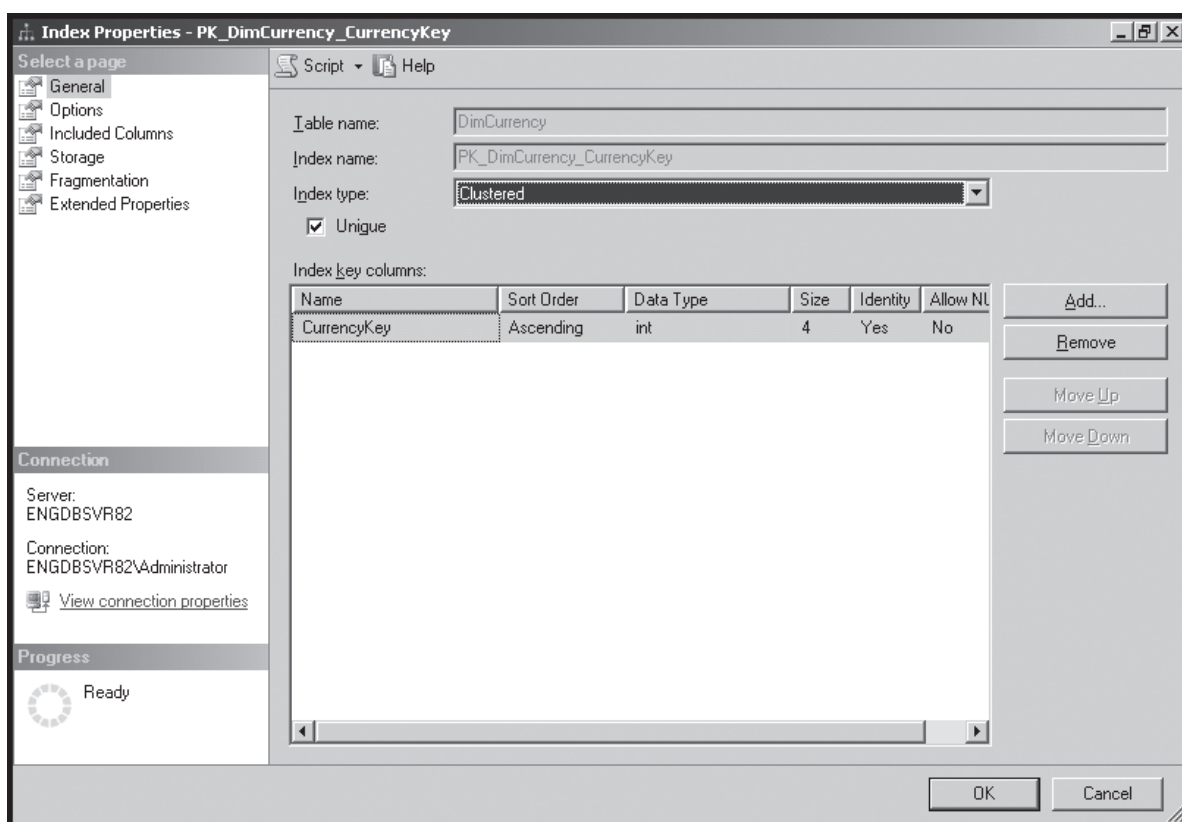 Index Properties - PK_DimCurrency_CurrencyKey
Select a page
General
Options
Included Columns
Storage
Fragmentation
Extended Properties
Connection
Server:
ENGDBSVR82
Connection:
ENGDBSVR82\Administrator
View connection properties
Progress
Ready
Script Help
Table name: DimCurrency
Index name: PK_DimCurrency_CurrencyKey
Index type: Clustered
Unique
Index key columns:
Name Sort Order Data Type Size Identity Allow NU
CurrencyKey Ascending int 4 Yes No
Add...
Remove
Move Up
Move Down
OK Cancel